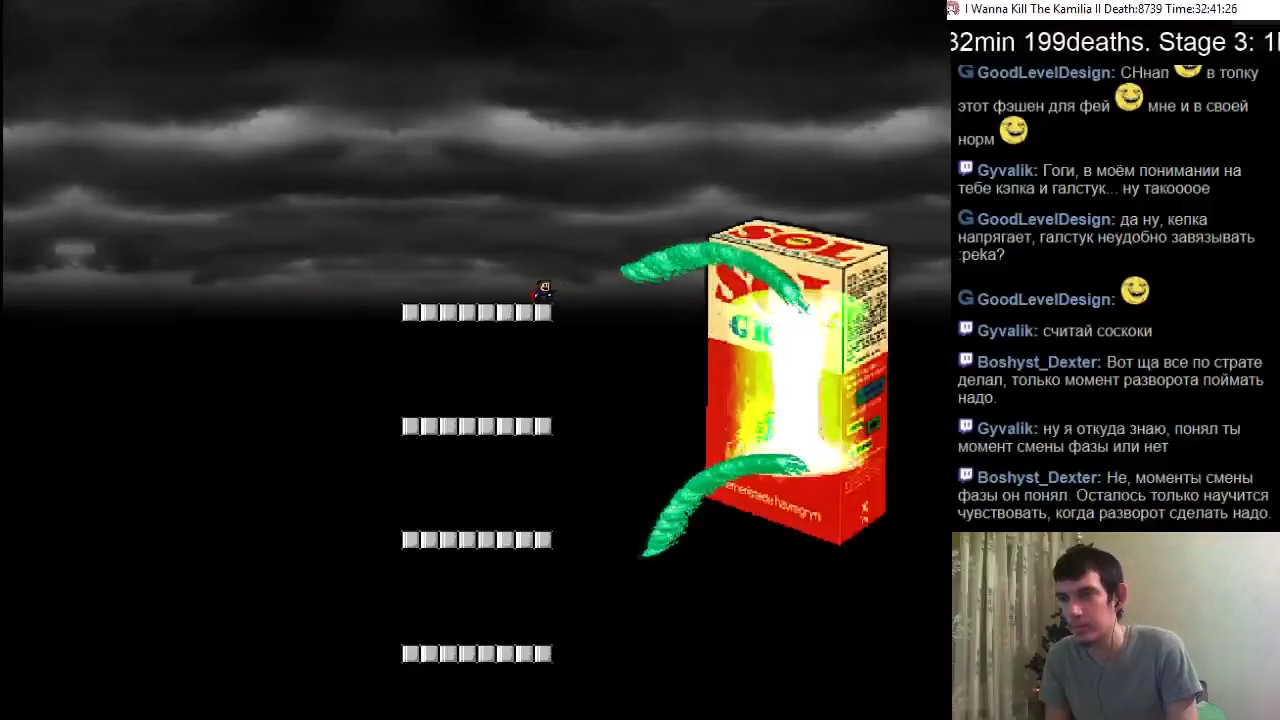 I Wanna Kill The Kamilia II Death:8739 Time:32:41:26
32min 199deaths. Stage 3: 1
GoodLevelDesign: СНнап в топку
этот фэшен для фей мне и в своей
норм
Gyvalik: Гоги, в моём понимании на
тебе кэпка и галстук... ну такоооое
GoodLevelDesign: да ну, кепка
напрягает, галстук неудобно завязывать
:peka?
GoodLevelDesign:
Gyvalik: считай соскоки
Boshyst_Dexter: Вот ща все по страте
делал, только момент разворота поймать
надо.
Gyvalik: ну я откуда знаю, понял ты
момент смены фазы или нет
Boshyst_Dexter: Не, моменты смены
фазы он понял. Осталось только научится
чувствовать, когда разворот сделать надо.
SOL